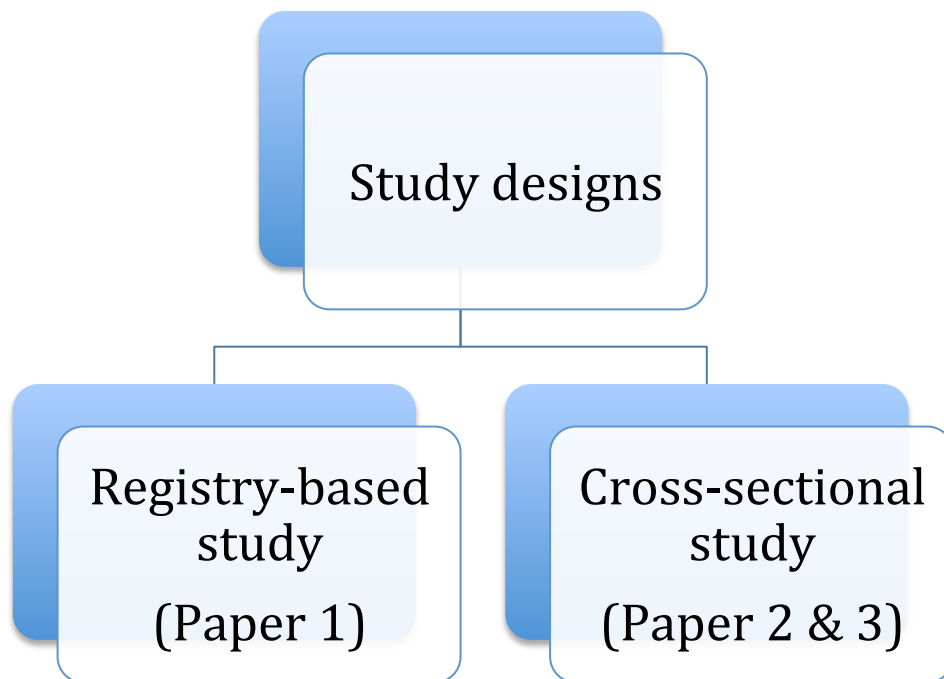 Study designs
Registry-based
study
(Paper 1)
Cross-sectional
study
(Paper 2 & 3)